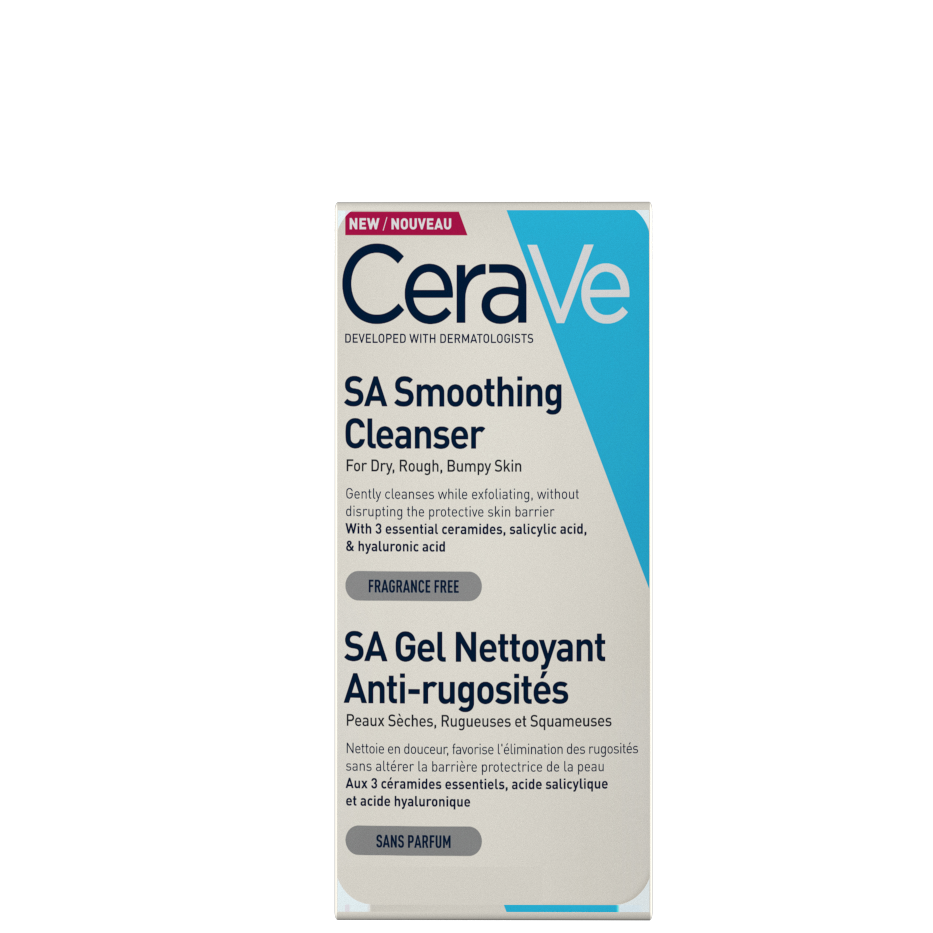 NEW / NOUVEAU
CeraVe
DEVELOPED WITH DERMATOLOGISTS
SA Smoothing
Cleanser
For Dry, Rough, Bumpy Skin
Gently cleanses while exfoliating, without
disrupting the protective skin barrier
With 3 essential ceramides, salicylic acid,
& hyaluronic acid
FRAGRANCE FREE
SA Gel Nettoyant
Anti-rugosités
Peaux Sèches, Rugueuses et Squameuses
Nettoie en douceur, favorise l'élimination des rugosités
sans altérer la barrière protectrice de la peau
Aux 3 céramides essentiels, acide salicylique
et acide hyaluronique
SANS PARFUM